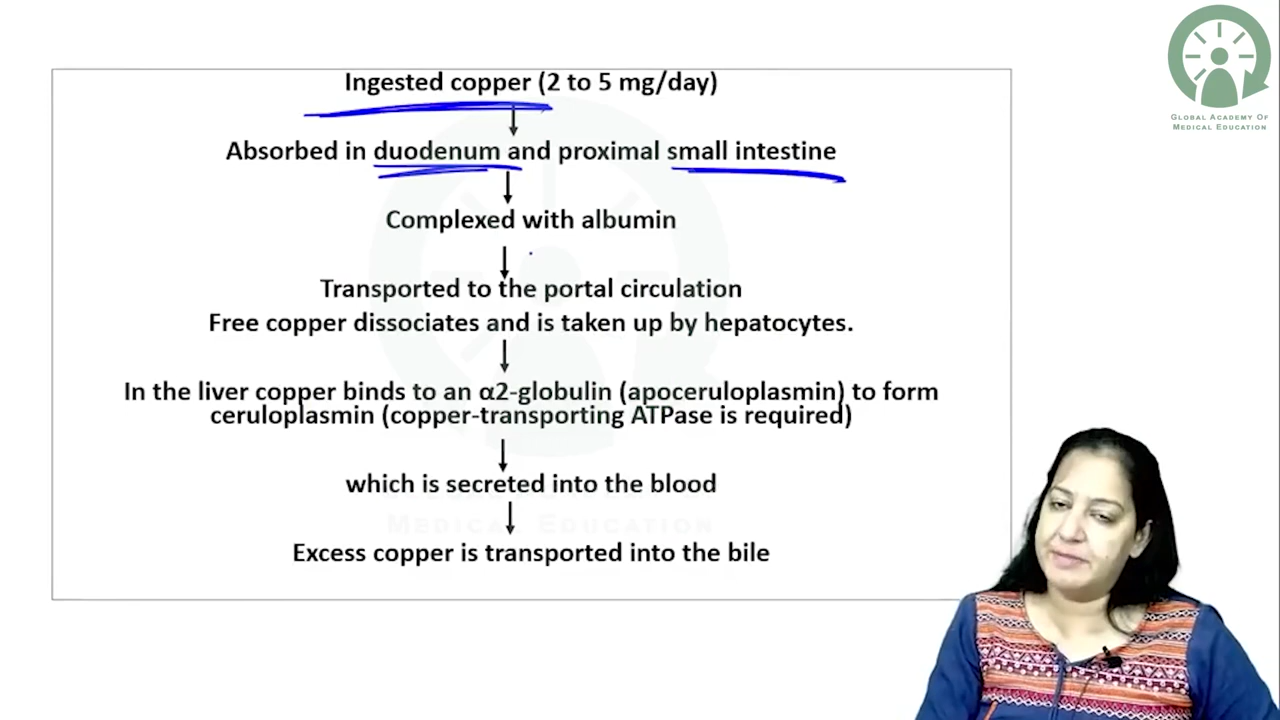 GLOBAL ACADEMY OF
MEDICAL EDUCATION
Ingested copper (2 to 5 mg/day)
Absorbed in duodenum and proximal small intestine
Complexed with albumin
Transported to the portal circulation
Free copper dissociates and is taken up by hepatocytes.
In the liver copper binds to an α2-globulin (apoceruloplasmin) to form
ceruloplasmin (copper-transporting ATPase is required)
which is secreted into the blood
MEDICAL EDUCATION
Excess copper is transported into the bile